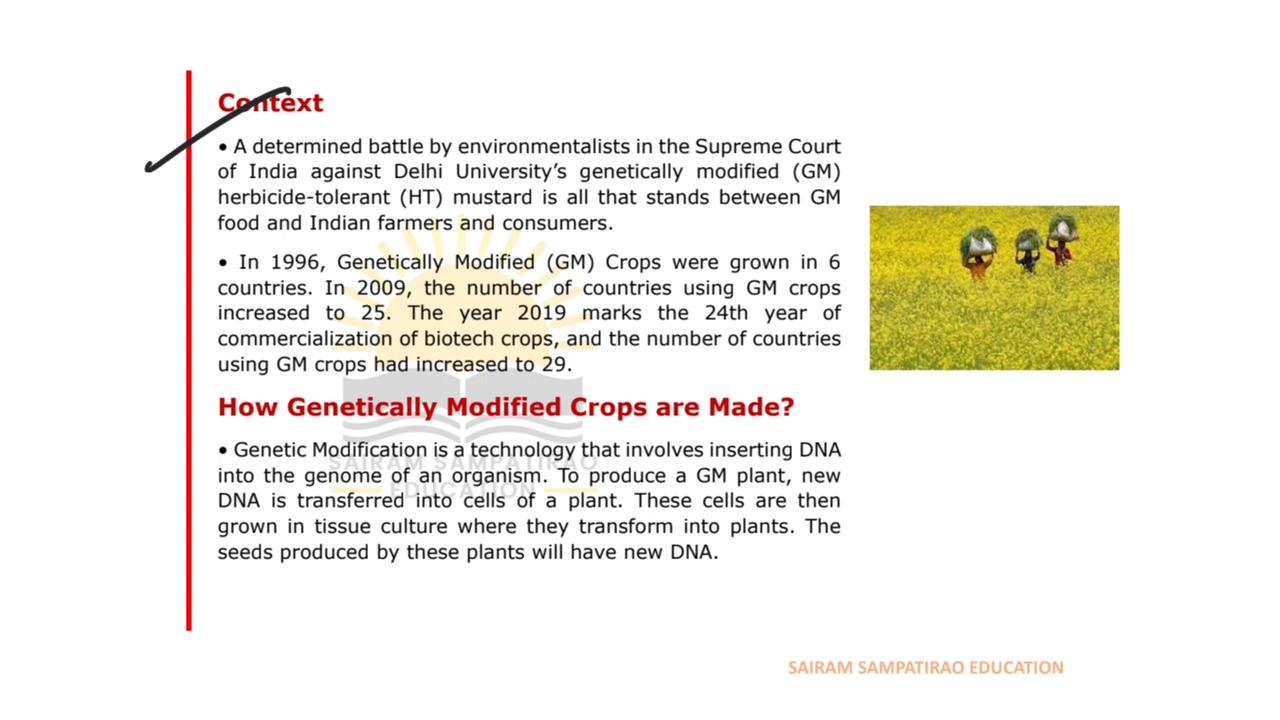 Context
• A determined battle by environmentalists in the Supreme Court
of India against Delhi University’s genetically modified (GM)
herbicide-tolerant (HT) mustard is all that stands between GM
food and Indian farmers and consumers.
• In 1996, Genetically Modified (GM) Crops were grown in 6
countries. In 2009, the number of countries using GM crops
increased to 25. The year 2019 marks the 24th year of
commercialization of biotech crops, and the number of countries
using GM crops had increased to 29.
How Genetically Modified Crops are Made?
• Genetic Modification is a technology that involves inserting DNA
into the genome of an organism. To produce a GM plant, new
DNA is transferred into cells of a plant. These cells are then
grown in tissue culture where they transform into plants. The
seeds produced by these plants will have new DNA.
SAIRAM SAMPATIRAO
EDUCATION
SAIRAM SAMPATIRAO EDUCATION